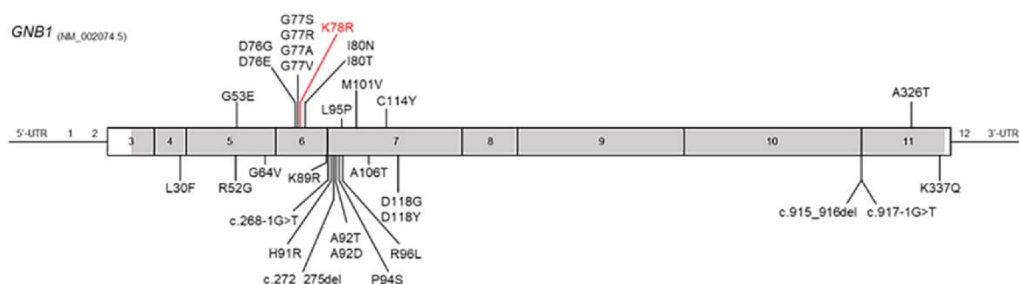 GNB1 (NM_002074.5)
G77S
G77R
G77A
G77V
K78R
D76G
D76E
I80N
I80T
M101V
G53E
L95P
C114Y
A326T
5'-UTR 1 2 3 4 5 6 7 8 9 10 11 12 3'-UTR
L30F
R52G
G64V
K89R
A106T
K337Q
D118G
D118Y
c.268-1G>T
c.915_916del
c.917-1G>T
A92T
A92D
H91R
R96L
c.272_275del
P94S